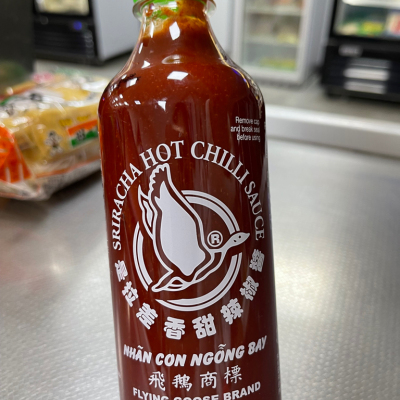 Remove cap
and break seal
before using
SRIRACHA HOT CHILLI SAUCE
®
是拉差香甜辣椒醬
NHÃN CON NGỖNG BAY
飛鵝商標
FLYING GOOSE BRAND